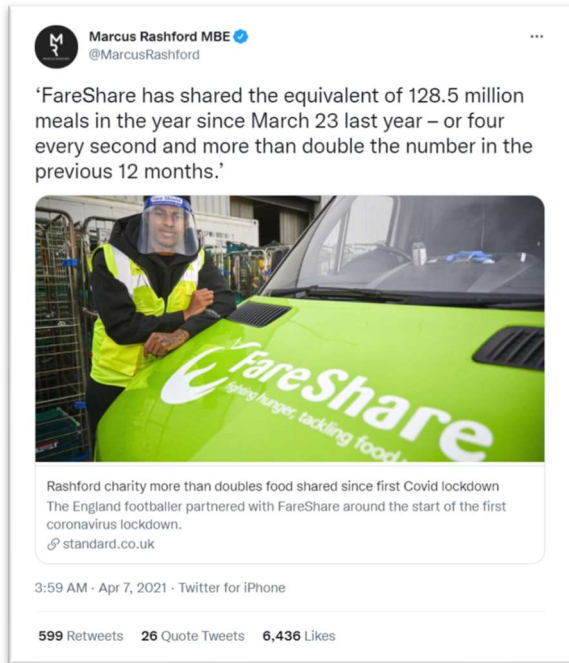 Marcus Rashford MBE
@MarcusRashford
‘FareShare has shared the equivalent of 128.5 million
meals in the year since March 23 last year – or four
every second and more than double the number in the
previous 12 months.’
FareShare
fighting hunger, tackling food
Rashford charity more than doubles food shared since first Covid lockdown
The England footballer partnered with FareShare around the start of the first
coronavirus lockdown.
standard.co.uk
3:59 AM · Apr 7, 2021 · Twitter for iPhone
599 Retweets 26 Quote Tweets 6,436 Likes